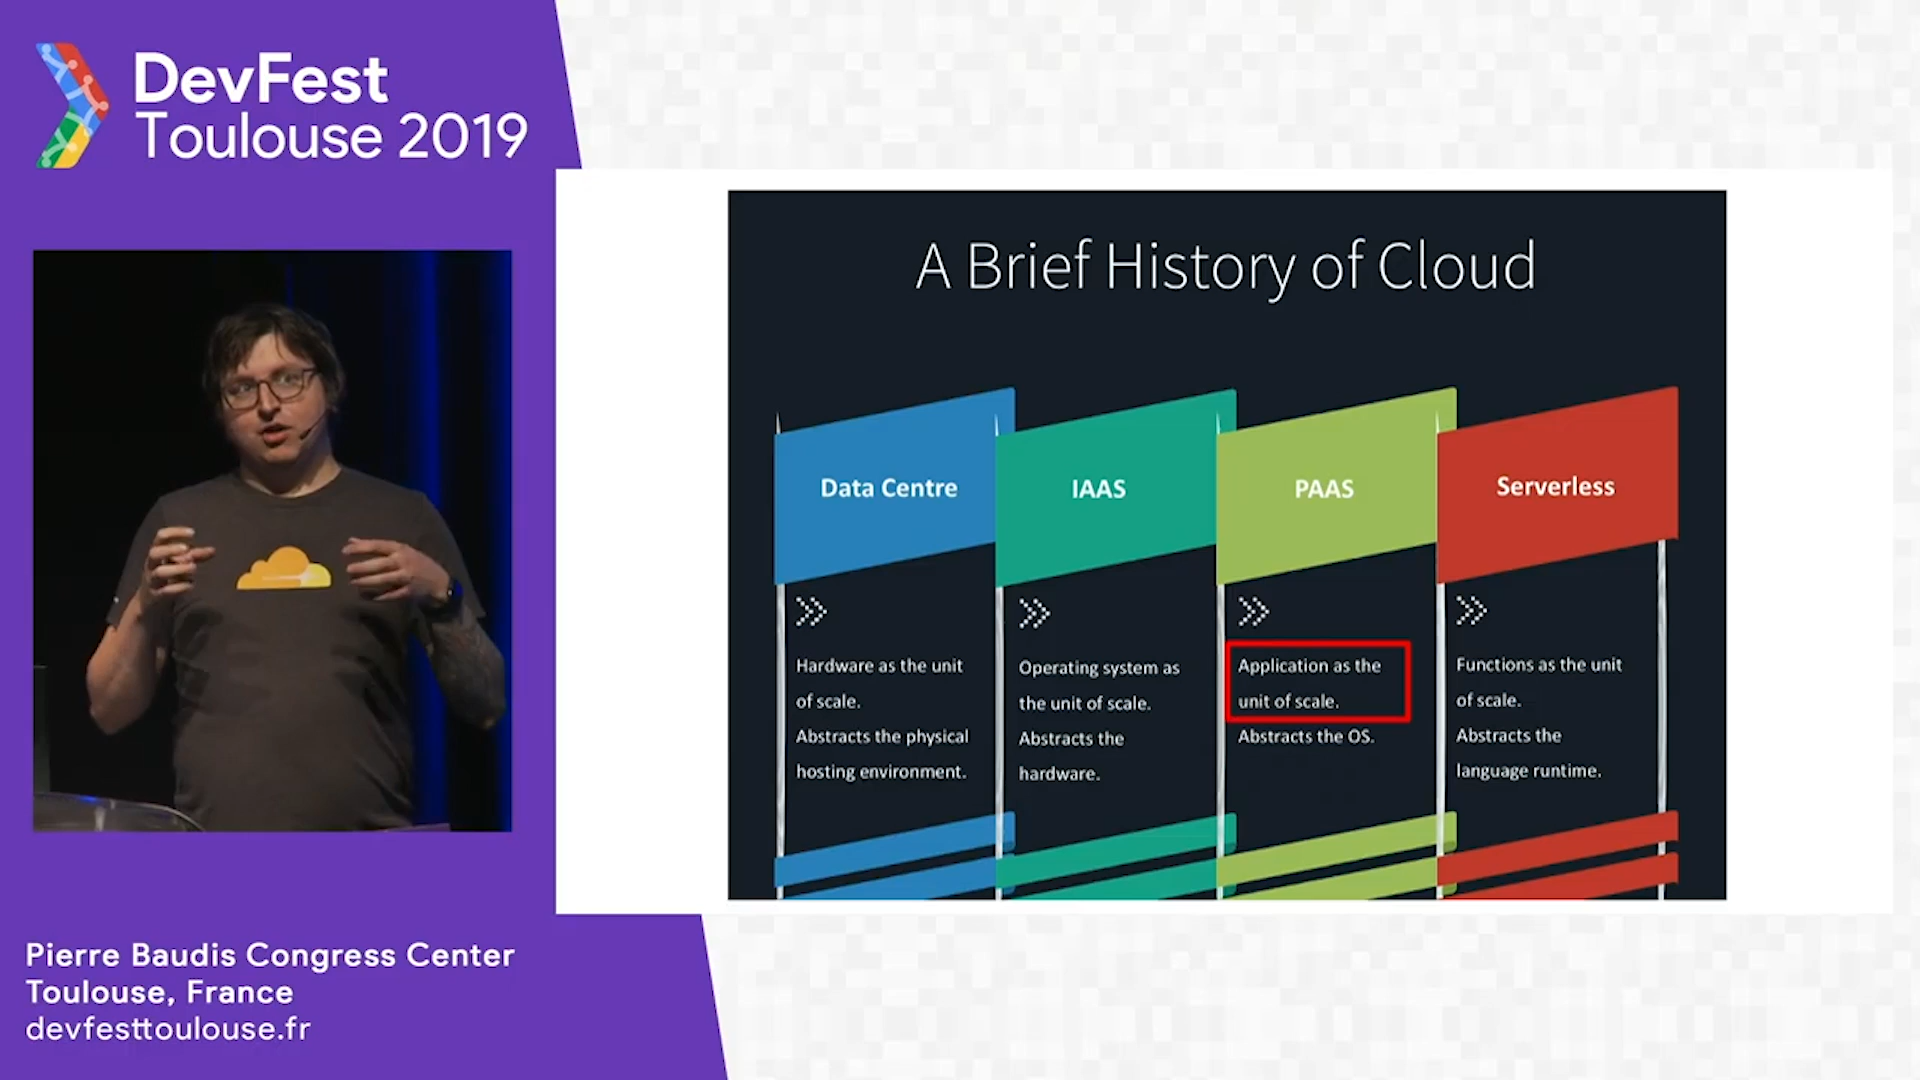 DevFest
Toulouse 2019
A Brief History of Cloud
Data Centre
IAAS
PAAS
Serverless
Hardware as the unit
of scale.
Abstracts the physical
hosting environment.
Operating system as
the unit of scale.
Abstracts the
hardware.
Application as the
unit of scale.
Abstracts the OS.
Functions as the unit
of scale.
Abstracts the
language runtime.
Pierre Baudis Congress Center
Toulouse, France
devfesttoulouse.fr